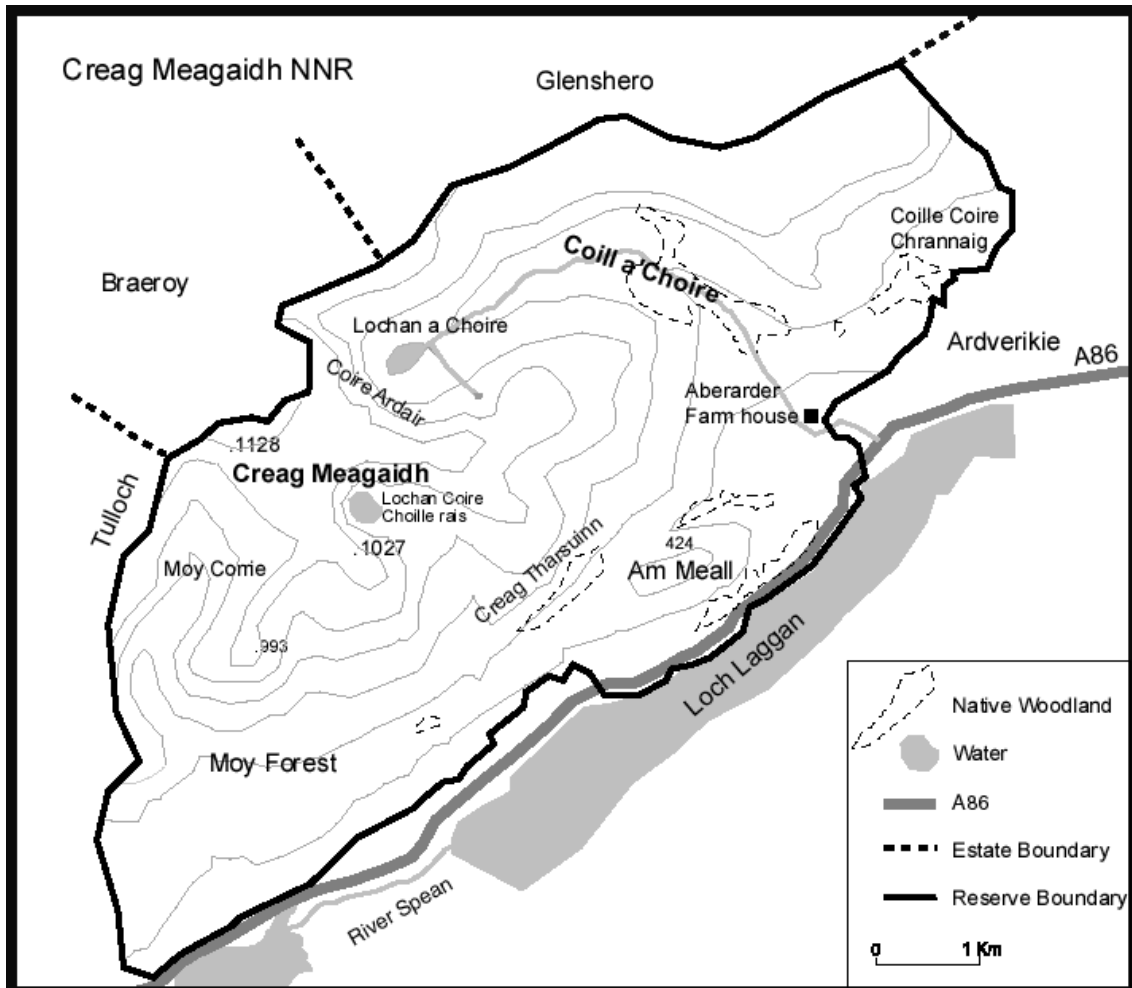 Creag Meagaidh NNR
Glenshero
Coille Coire
Chrannaig
Coill a'Choire
Braeroy
Lochan a Choire
Ardverikie
A86
Coire Ardair
Aberarder
Farm house
.1128
Creag Meagaidh
Tulloch
Lochan Coire
Choille rais
.1027
424
Am Meall
Creag Tharsuinn
Moy Corrie
.993
Loch Laggan
Moy Forest
River Spean
Native Woodland
Water
A86
Estate Boundary
Reserve Boundary
0 1 Km